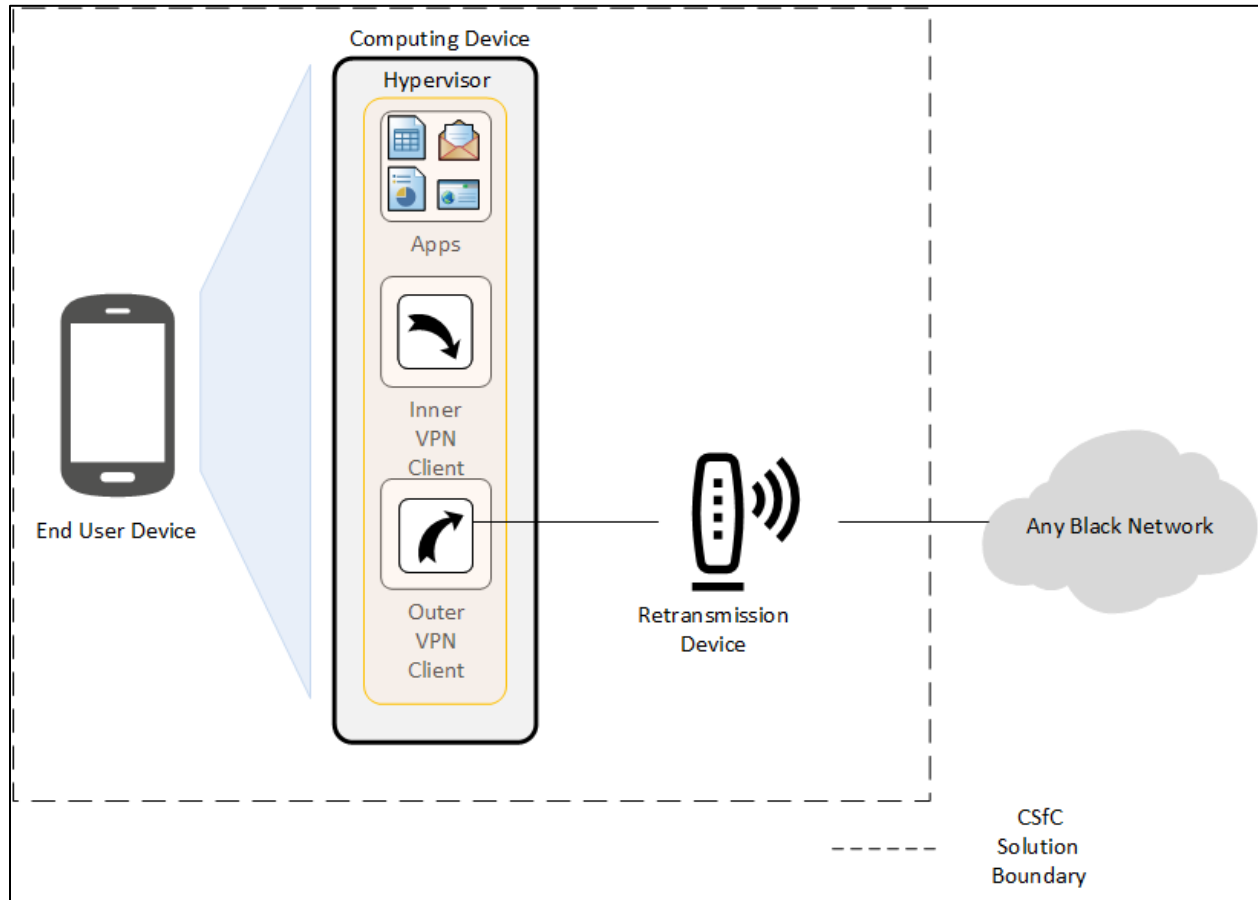 Computing Device
Hypervisor
Apps
Inner
VPN
Client
End User Device
Outer
VPN
Client
Retransmission
Device
Any Black Network
CSfC
Solution
Boundary